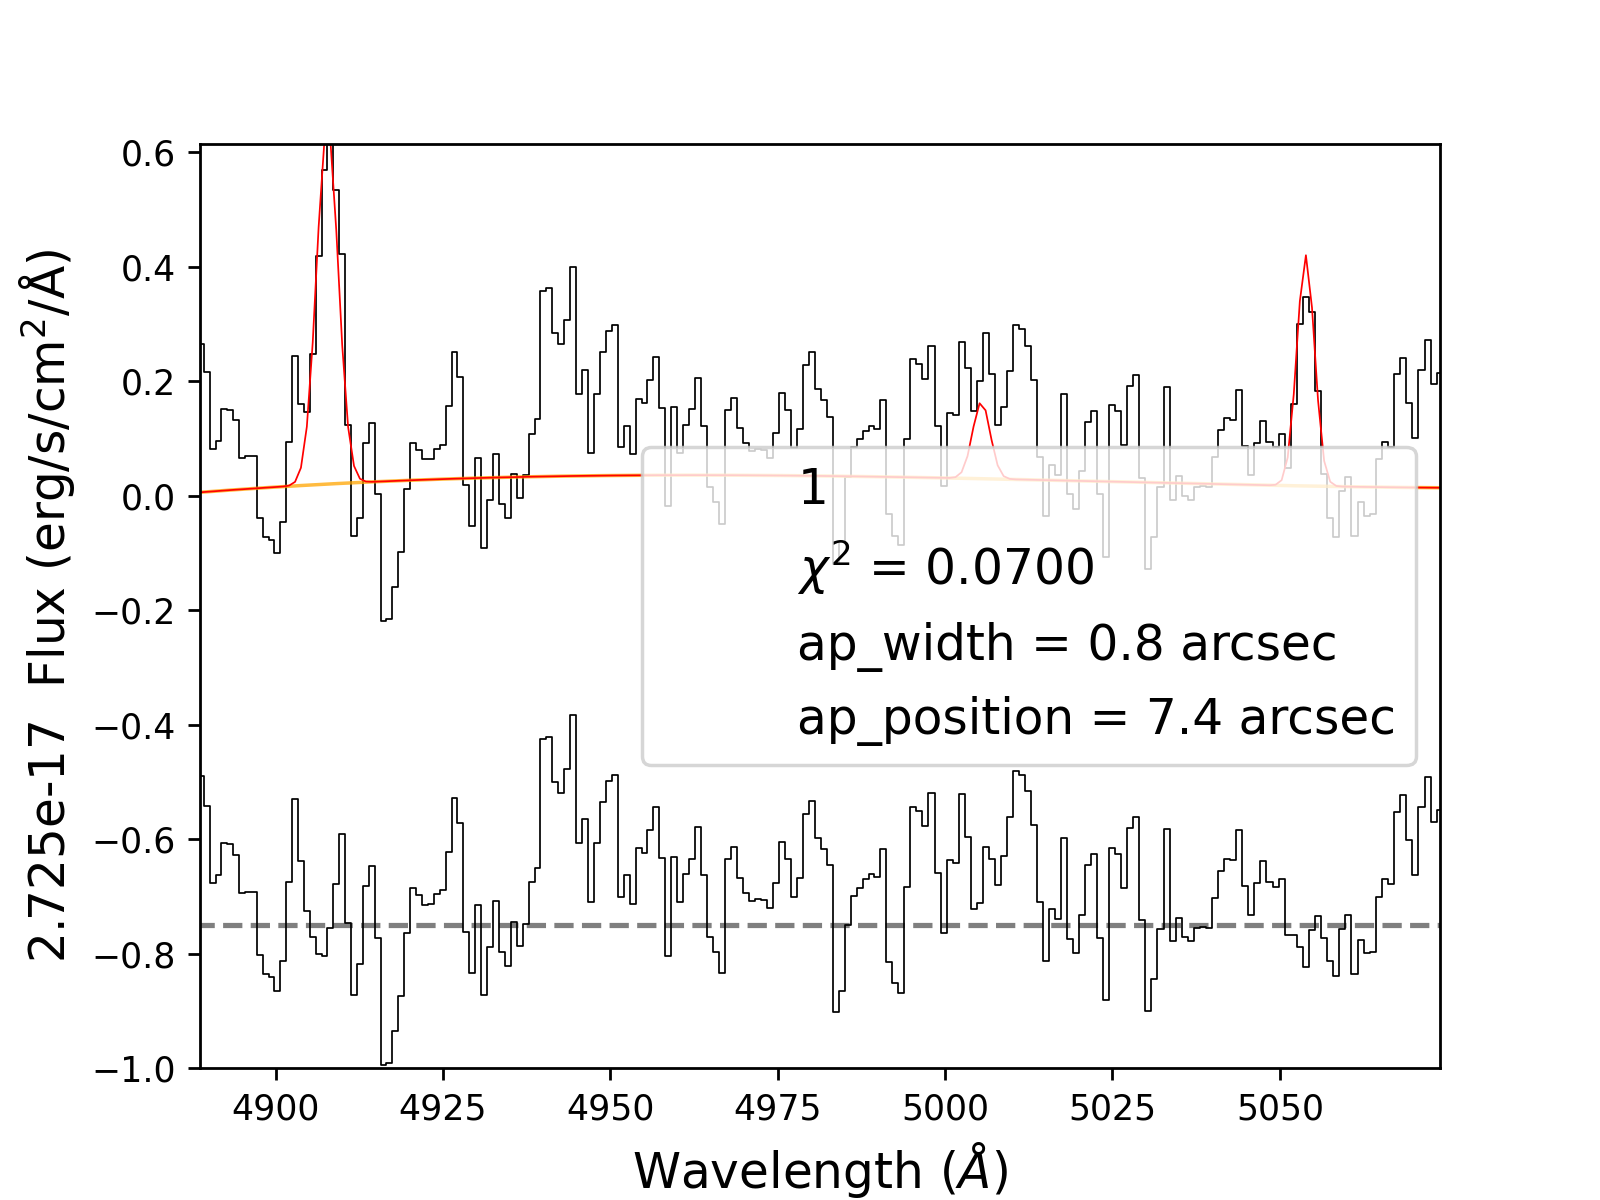 0.6
0.4
0.2
0.0
−0.2
−0.4
−0.6
−0.8
−1.0
2.725e-17 Flux (erg/s/cm²/Å)
1
χ² = 0.0700
ap_width = 0.8 arcsec
ap_position = 7.4 arcsec
4900 4925 4950 4975 5000 5025 5050
Wavelength (Å)